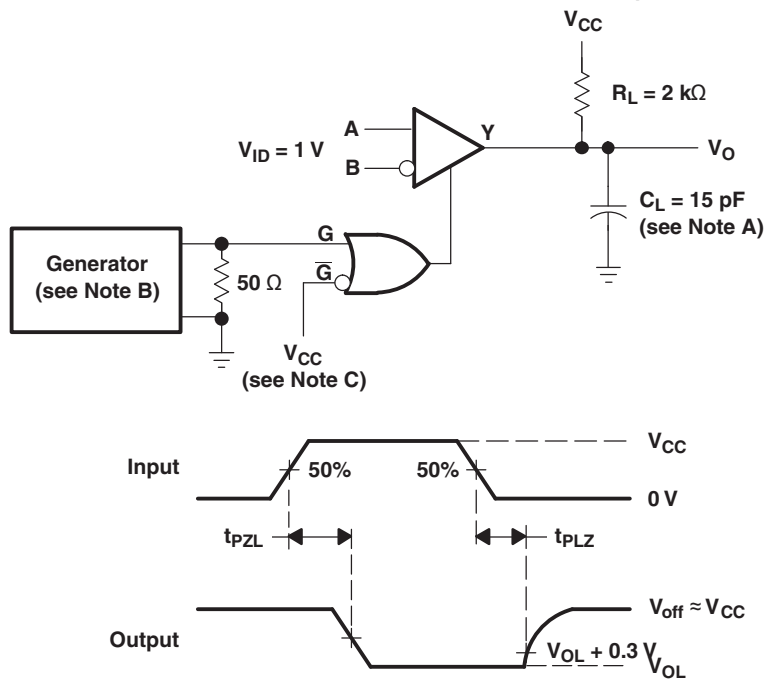 VCC
RL = 2 kΩ
A
Y
VID = 1 V
B
VO
CL = 15 pF
(see Note A)
G
G̅
Generator
(see Note B)
50 Ω
VCC
(see Note C)
Input
50%
50%
VCC
0 V
tPZL
tPLZ
Output
Voff ≈ VCC
VOL + 0.3 V
VOL